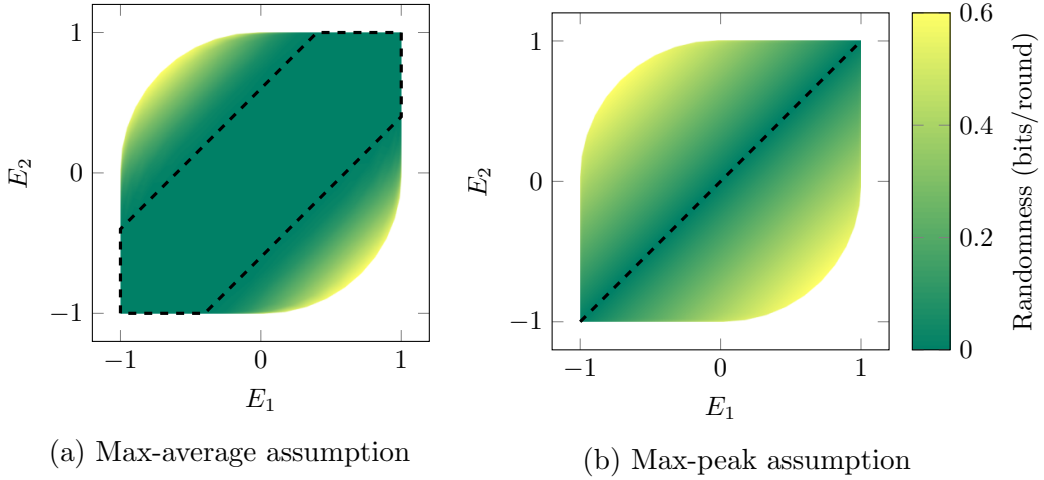 1
0
−1
E₂
−1
0
1
E₁
(a) Max-average assumption
1
0
−1
E₂
−1
0
1
E₁
(b) Max-peak assumption
0.6
0.4
0.2
0
Randomness (bits/round)